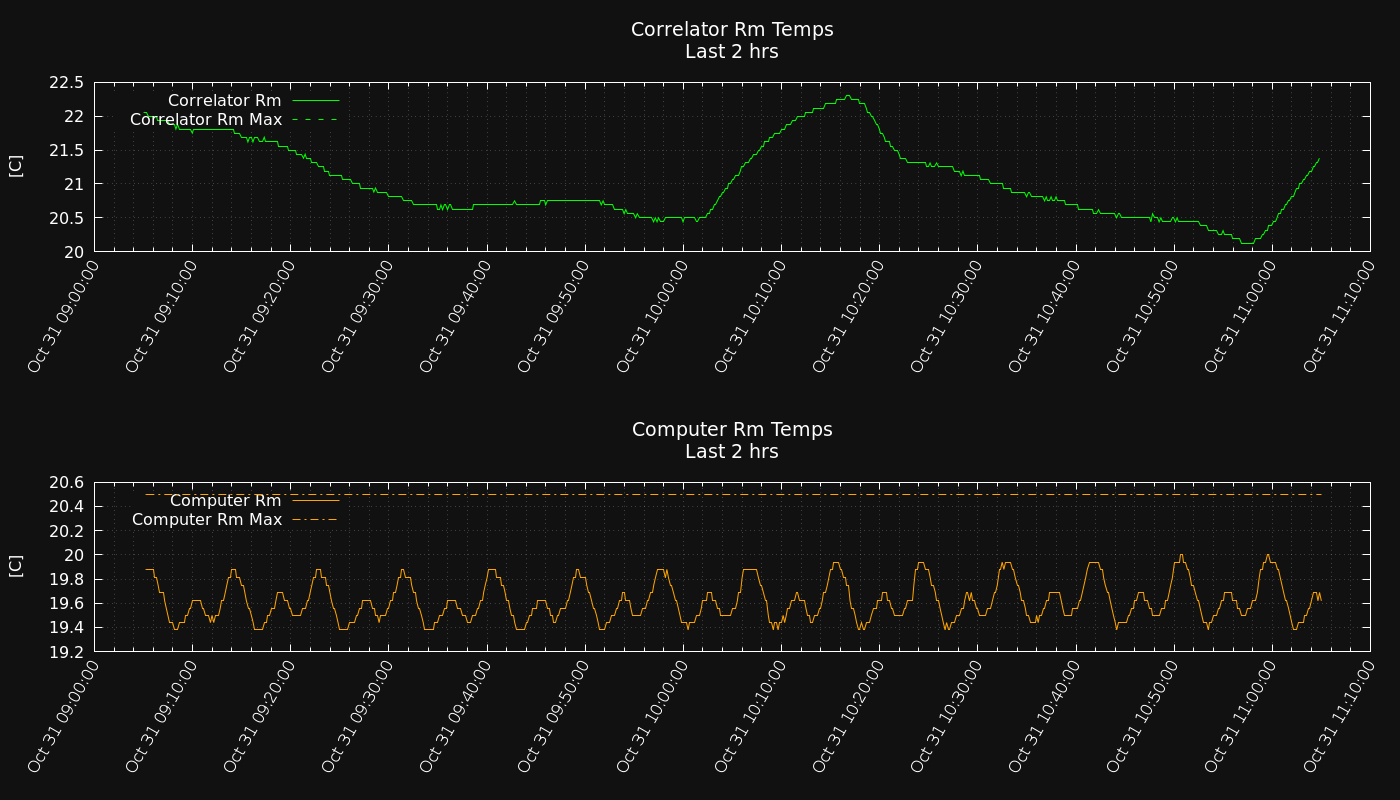 Correlator Rm Temps
Last 2 hrs
22.5
22
21.5
21
20.5
20
[C]
Correlator Rm
Correlator Rm Max
Oct 31 09:00:00
Oct 31 09:10:00
Oct 31 09:20:00
Oct 31 09:30:00
Oct 31 09:40:00
Oct 31 09:50:00
Oct 31 10:00:00
Oct 31 10:10:00
Oct 31 10:20:00
Oct 31 10:30:00
Oct 31 10:40:00
Oct 31 10:50:00
Oct 31 11:00:00
Oct 31 11:10:00
Computer Rm Temps
Last 2 hrs
20.6
20.4
20.2
20
19.8
19.6
19.4
19.2
[C]
Computer Rm
Computer Rm Max
Oct 31 09:00:00
Oct 31 09:10:00
Oct 31 09:20:00
Oct 31 09:30:00
Oct 31 09:40:00
Oct 31 09:50:00
Oct 31 10:00:00
Oct 31 10:10:00
Oct 31 10:20:00
Oct 31 10:30:00
Oct 31 10:40:00
Oct 31 10:50:00
Oct 31 11:00:00
Oct 31 11:10:00